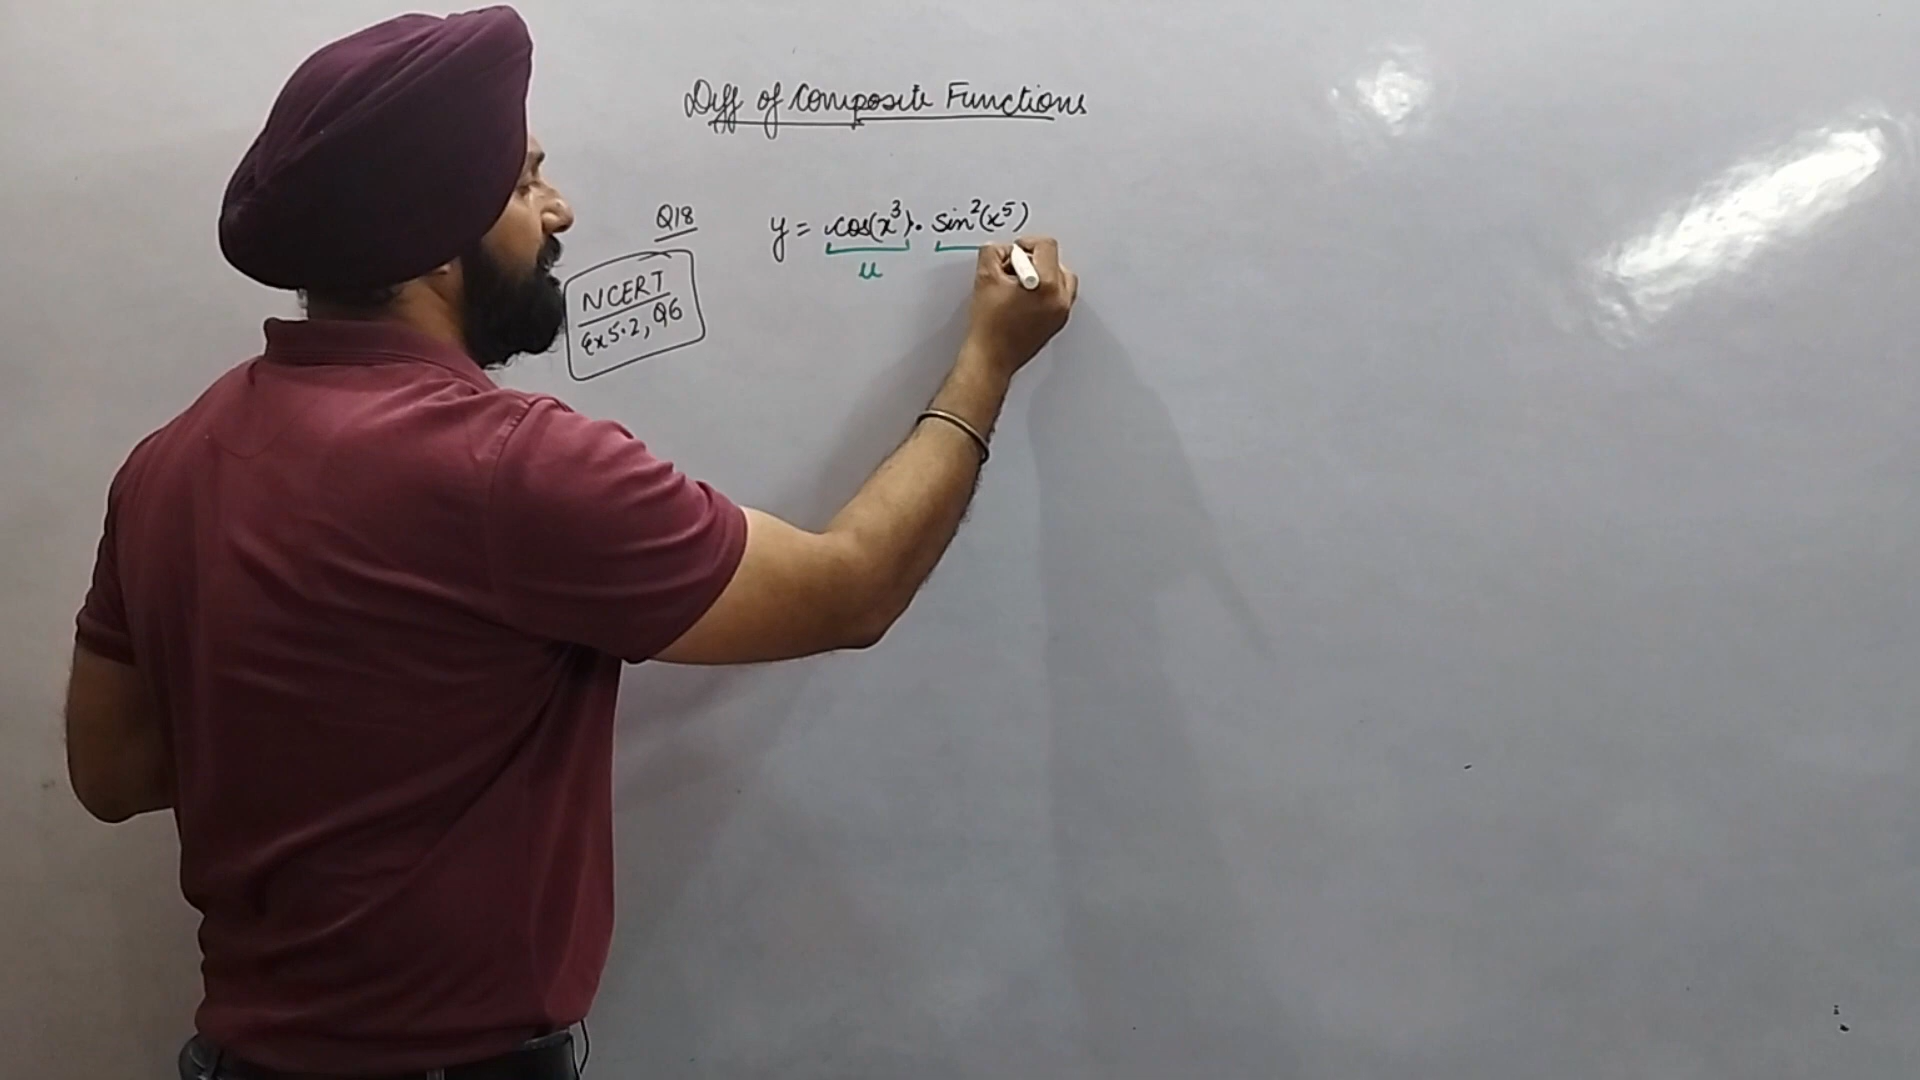 Diff of Composite Functions
Q18 y = cos(x³). sin²(x⁵)
u
NCERT
Ex 5.2, Q6